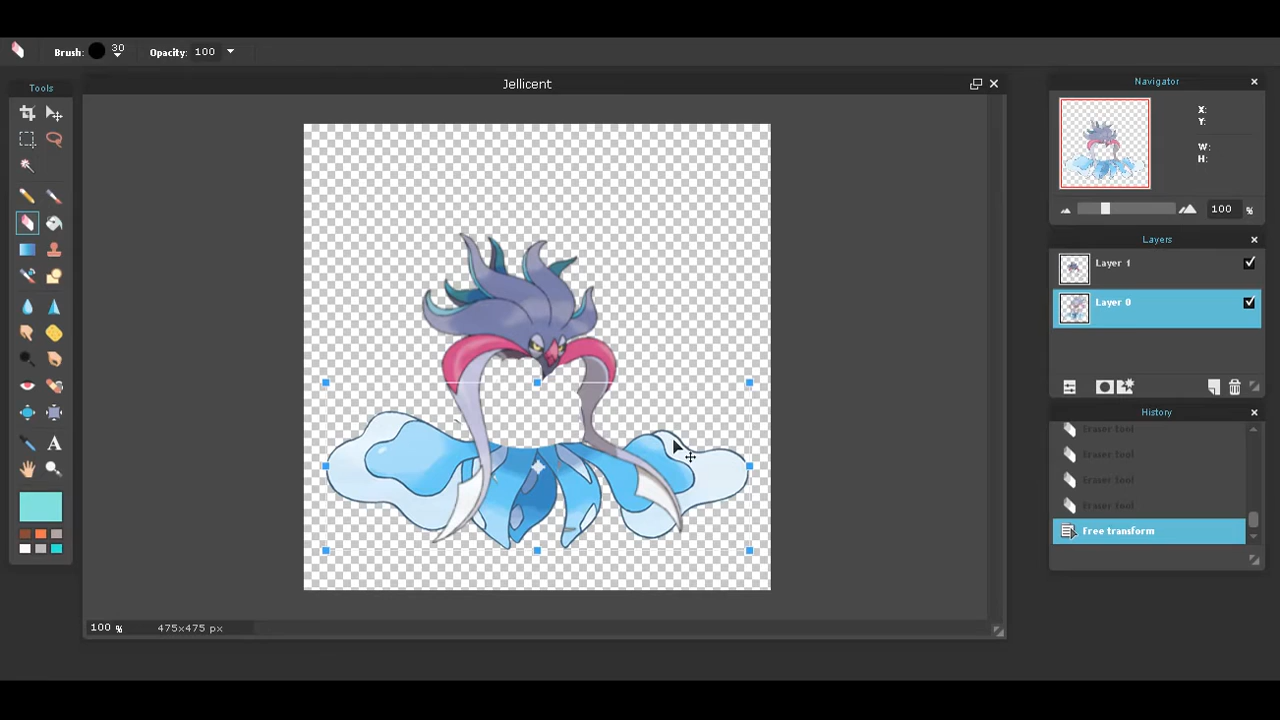 Brush: 30 Opacity: 100
Tools
Jellicent
Navigator
X:
Y:
W:
H:
100 %
Layers
Layer 1
Layer 0
History
Eraser tool
Eraser tool
Eraser tool
Eraser tool
Free transform
A
100 % 475x475 px